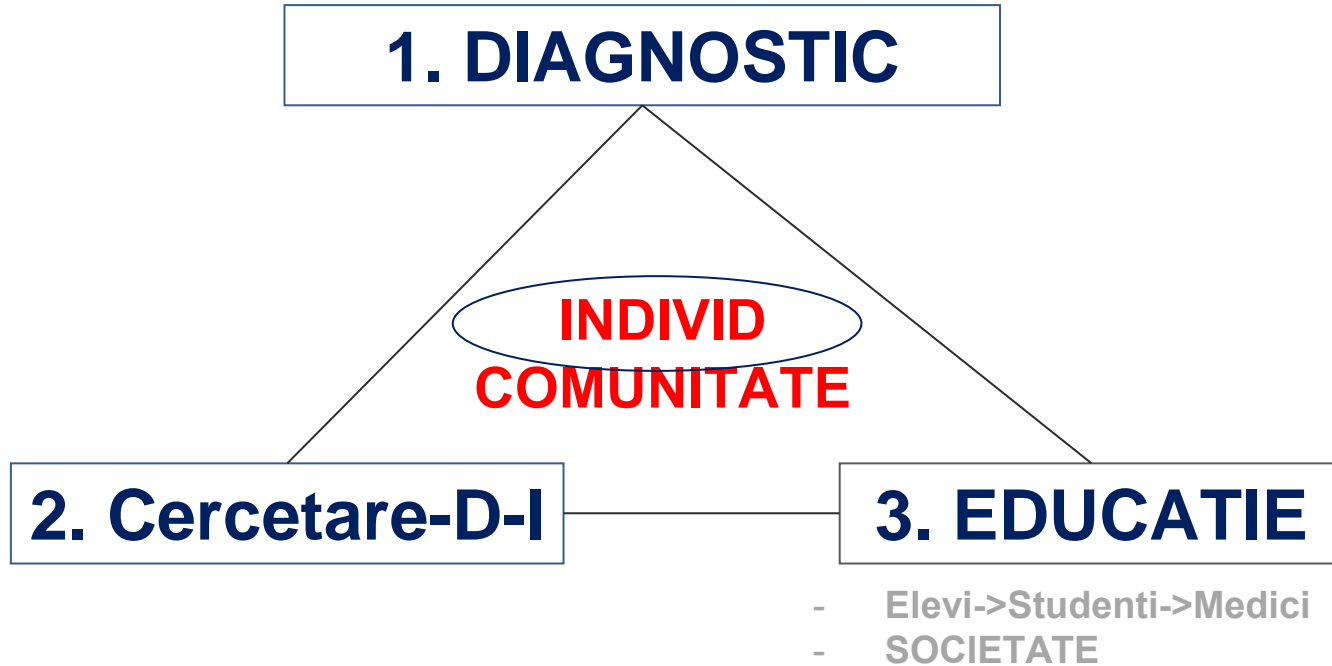 1. DIAGNOSTIC
INDIVID
COMUNITATE
2. Cercetare-D-I
3. EDUCATIE
- Elevi->Studenti->Medici
- SOCIETATE